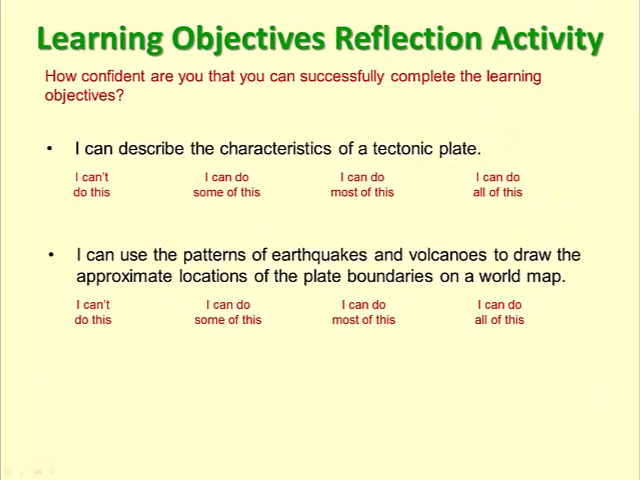 Learning Objectives Reflection Activity
How confident are you that you can successfully complete the learning
objectives?
• I can describe the characteristics of a tectonic plate.
I can't I can do I can do I can do
do this some of this most of this all of this
• I can use the patterns of earthquakes and volcanoes to draw the
approximate locations of the plate boundaries on a world map.
I can't I can do I can do I can do
do this some of this most of this all of this